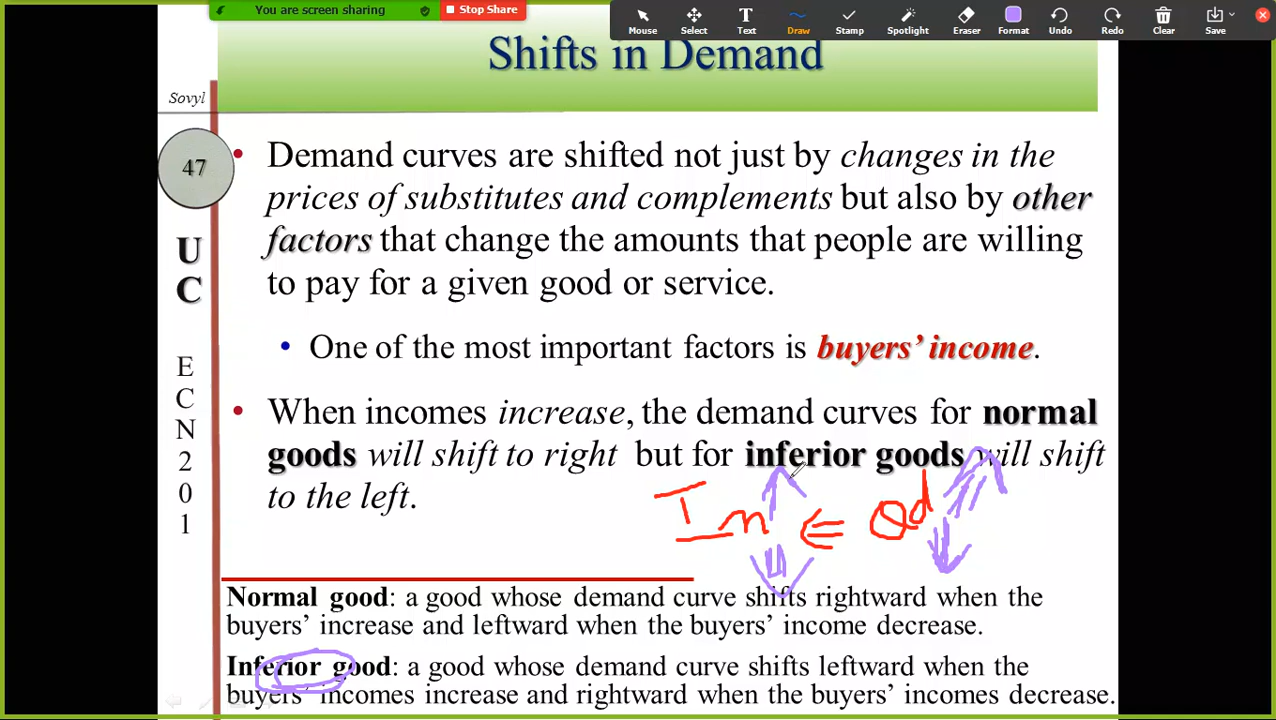 You are screen sharing
Stop Share
Mouse
Select
Text
Draw
Stamp
Spotlight
Eraser
Format
Undo
Redo
Clear
Save
Shifts in Demand
Sovyl
47
U
C
E
C
N
2
0
1
• Demand curves are shifted not just by changes in the
prices of substitutes and complements but also by other
factors that change the amounts that people are willing
to pay for a given good or service.
• One of the most important factors is buyers' income.
• When incomes increase, the demand curves for normal
goods will shift to right but for inferior goods will shift
to the left.
In ⇐ Qd
Normal good: a good whose demand curve shifts rightward when the
buyers' increase and leftward when the buyers' income decrease.
Inferior good: a good whose demand curve shifts leftward when the
buyers' incomes increase and rightward when the buyers' incomes decrease.